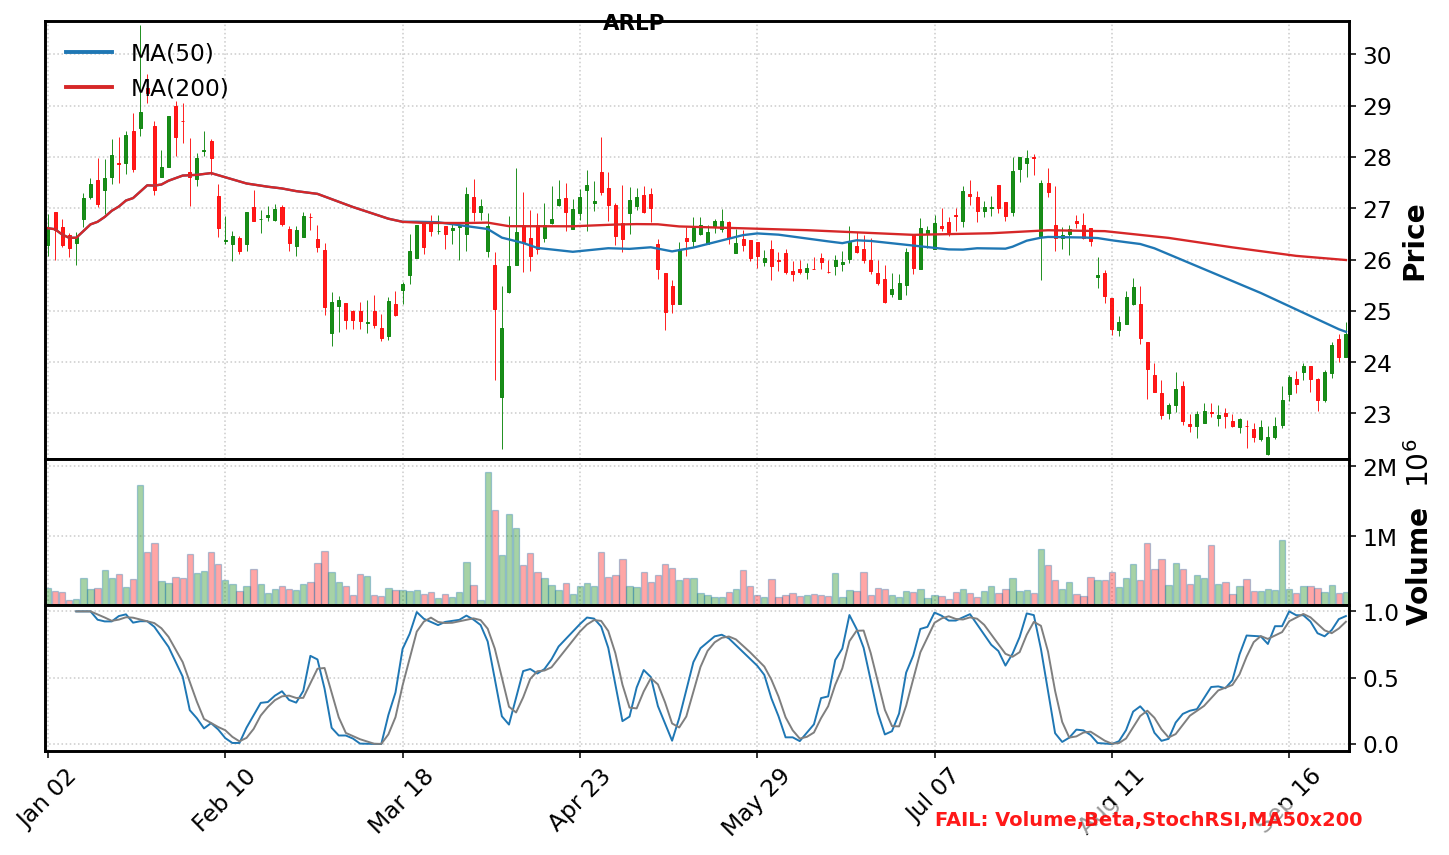 ARLP
MA(50)
MA(200)
30
29
28
27
26
25
24
23
Price
2M
1M
Volume 10^6
1.0
0.5
0.0
Jan 02
Feb 10
Mar 18
Apr 23
May 29
Jul 07
Aug 11
Sep 16
FAIL: Volume,Beta,StochRSI,MA50x200